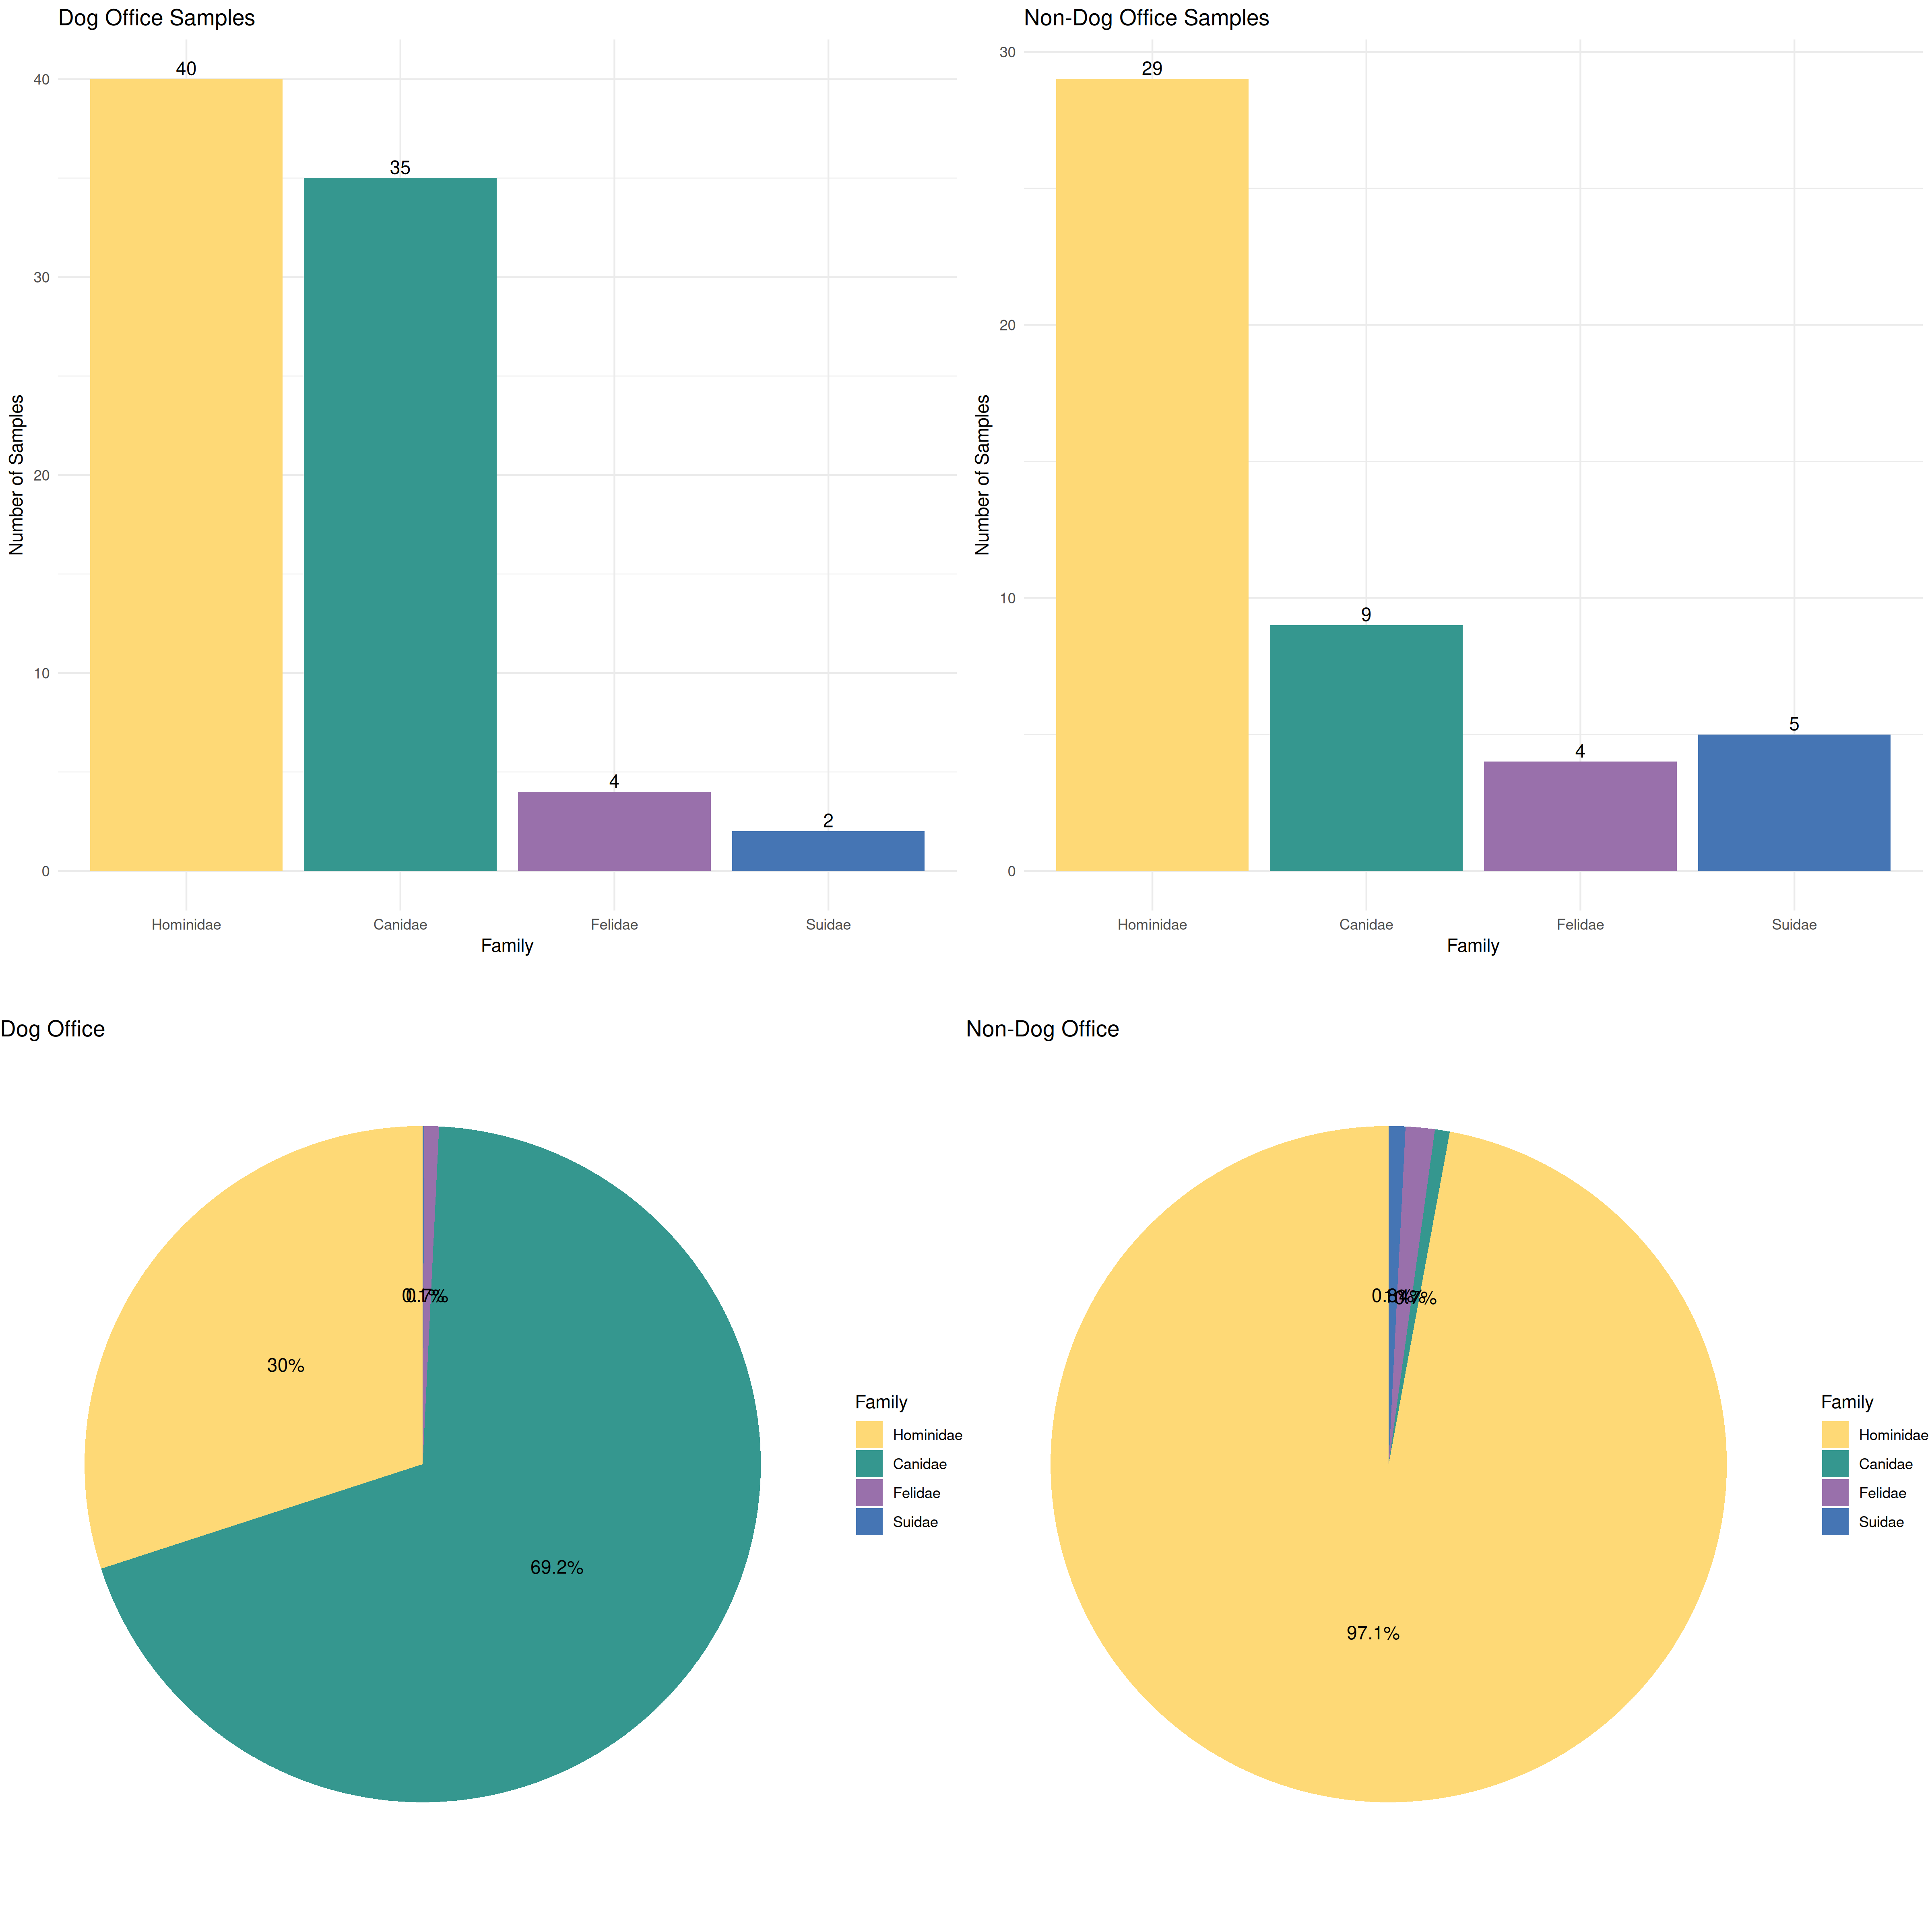 Dog Office Samples
Non-Dog Office Samples
Number of Samples
40
30
20
10
0
40
35
4
2
Hominidae
Canidae
Felidae
Suidae
Family
Number of Samples
30
20
10
0
29
9
4
5
Hominidae
Canidae
Felidae
Suidae
Family
Dog Office
30%
69.2%
Family
Hominidae
Canidae
Felidae
Suidae
Non-Dog Office
97.1%
Family
Hominidae
Canidae
Felidae
Suidae